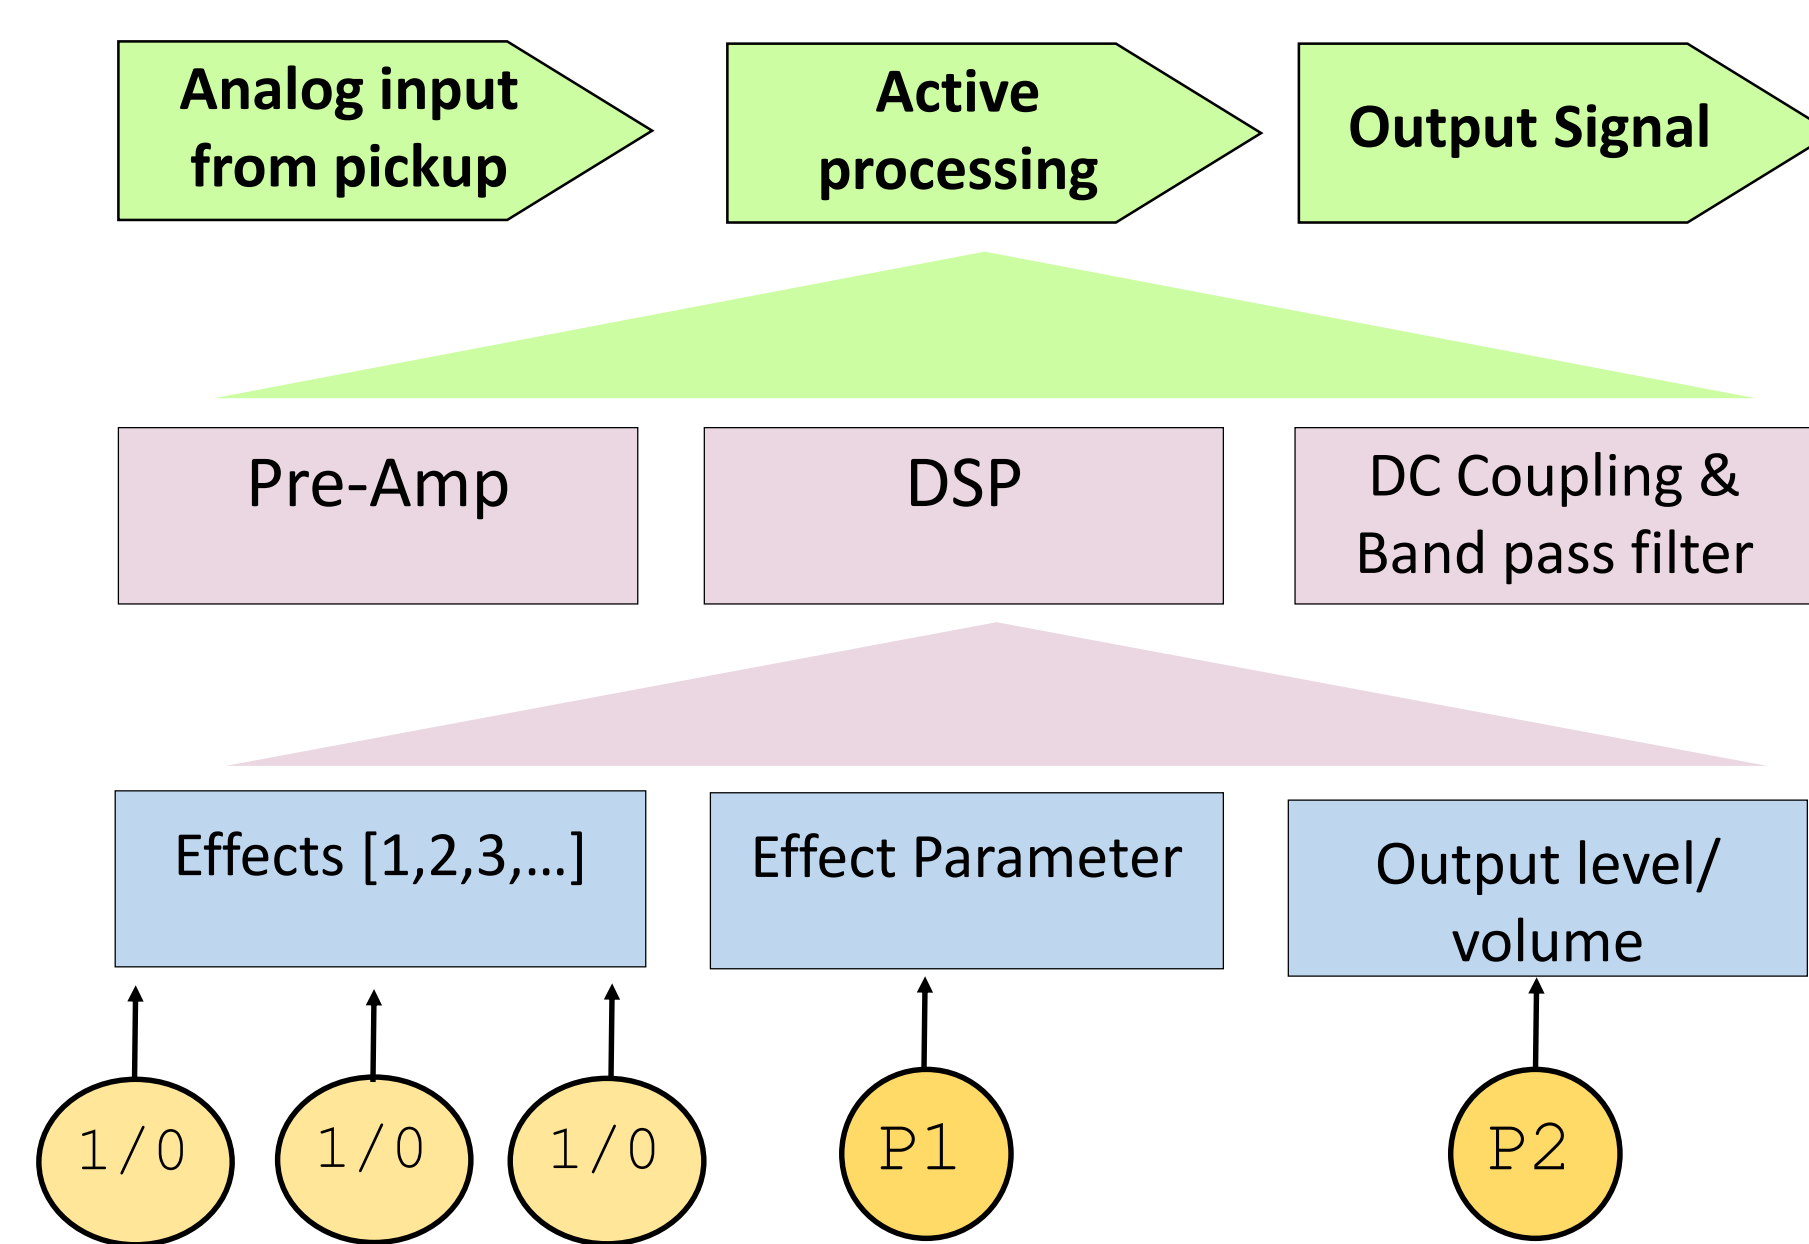 Analog input
from pickup
Active
processing
Output Signal
Pre-Amp
DSP
DC Coupling &
Band pass filter
Effects [1,2,3,...]
Effect Parameter
Output level/
volume
1/0
1/0
1/0
P1
P2